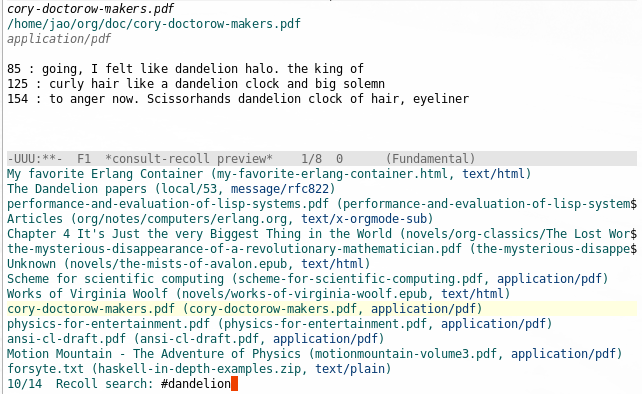 cory-doctorow-makers.pdf
/home/jao/org/doc/cory-doctorow-makers.pdf
application/pdf
85 : going, I felt like dandelion halo. the king of
125 : curly hair like a dandelion clock and big solemn
154 : to anger now. Scissorhands dandelion clock of hair, eyeliner
-UUU:**-  F1  *consult-recoll preview*    1/8  0      (Fundamental)
My favorite Erlang Container (my-favorite-erlang-container.html, text/html)
The Dandelion papers (local/53, message/rfc822)
performance-and-evaluation-of-lisp-systems.pdf (performance-and-evaluation-of-lisp-system$
Articles (org/notes/computers/erlang.org, text/x-orgmode-sub)
Chapter 4 It's Just the very Biggest Thing in the World (novels/org-classics/The Lost Wor$
the-mysterious-disappearance-of-a-revolutionary-mathematician.pdf (the-mysterious-disappe$
Unknown (novels/the-mists-of-avalon.epub, text/html)
Scheme for scientific computing (scheme-for-scientific-computing.pdf, application/pdf)
Works of Virginia Woolf (novels/works-of-virginia-woolf.epub, text/html)
cory-doctorow-makers.pdf (cory-doctorow-makers.pdf, application/pdf)
physics-for-entertainment.pdf (physics-for-entertainment.pdf, application/pdf)
ansi-cl-draft.pdf (ansi-cl-draft.pdf, application/pdf)
Motion Mountain - The Adventure of Physics (motionmountain-volume3.pdf, application/pdf)
forsyte.txt (haskell-in-depth-examples.zip, text/plain)
10/14  Recoll search: #dandelion